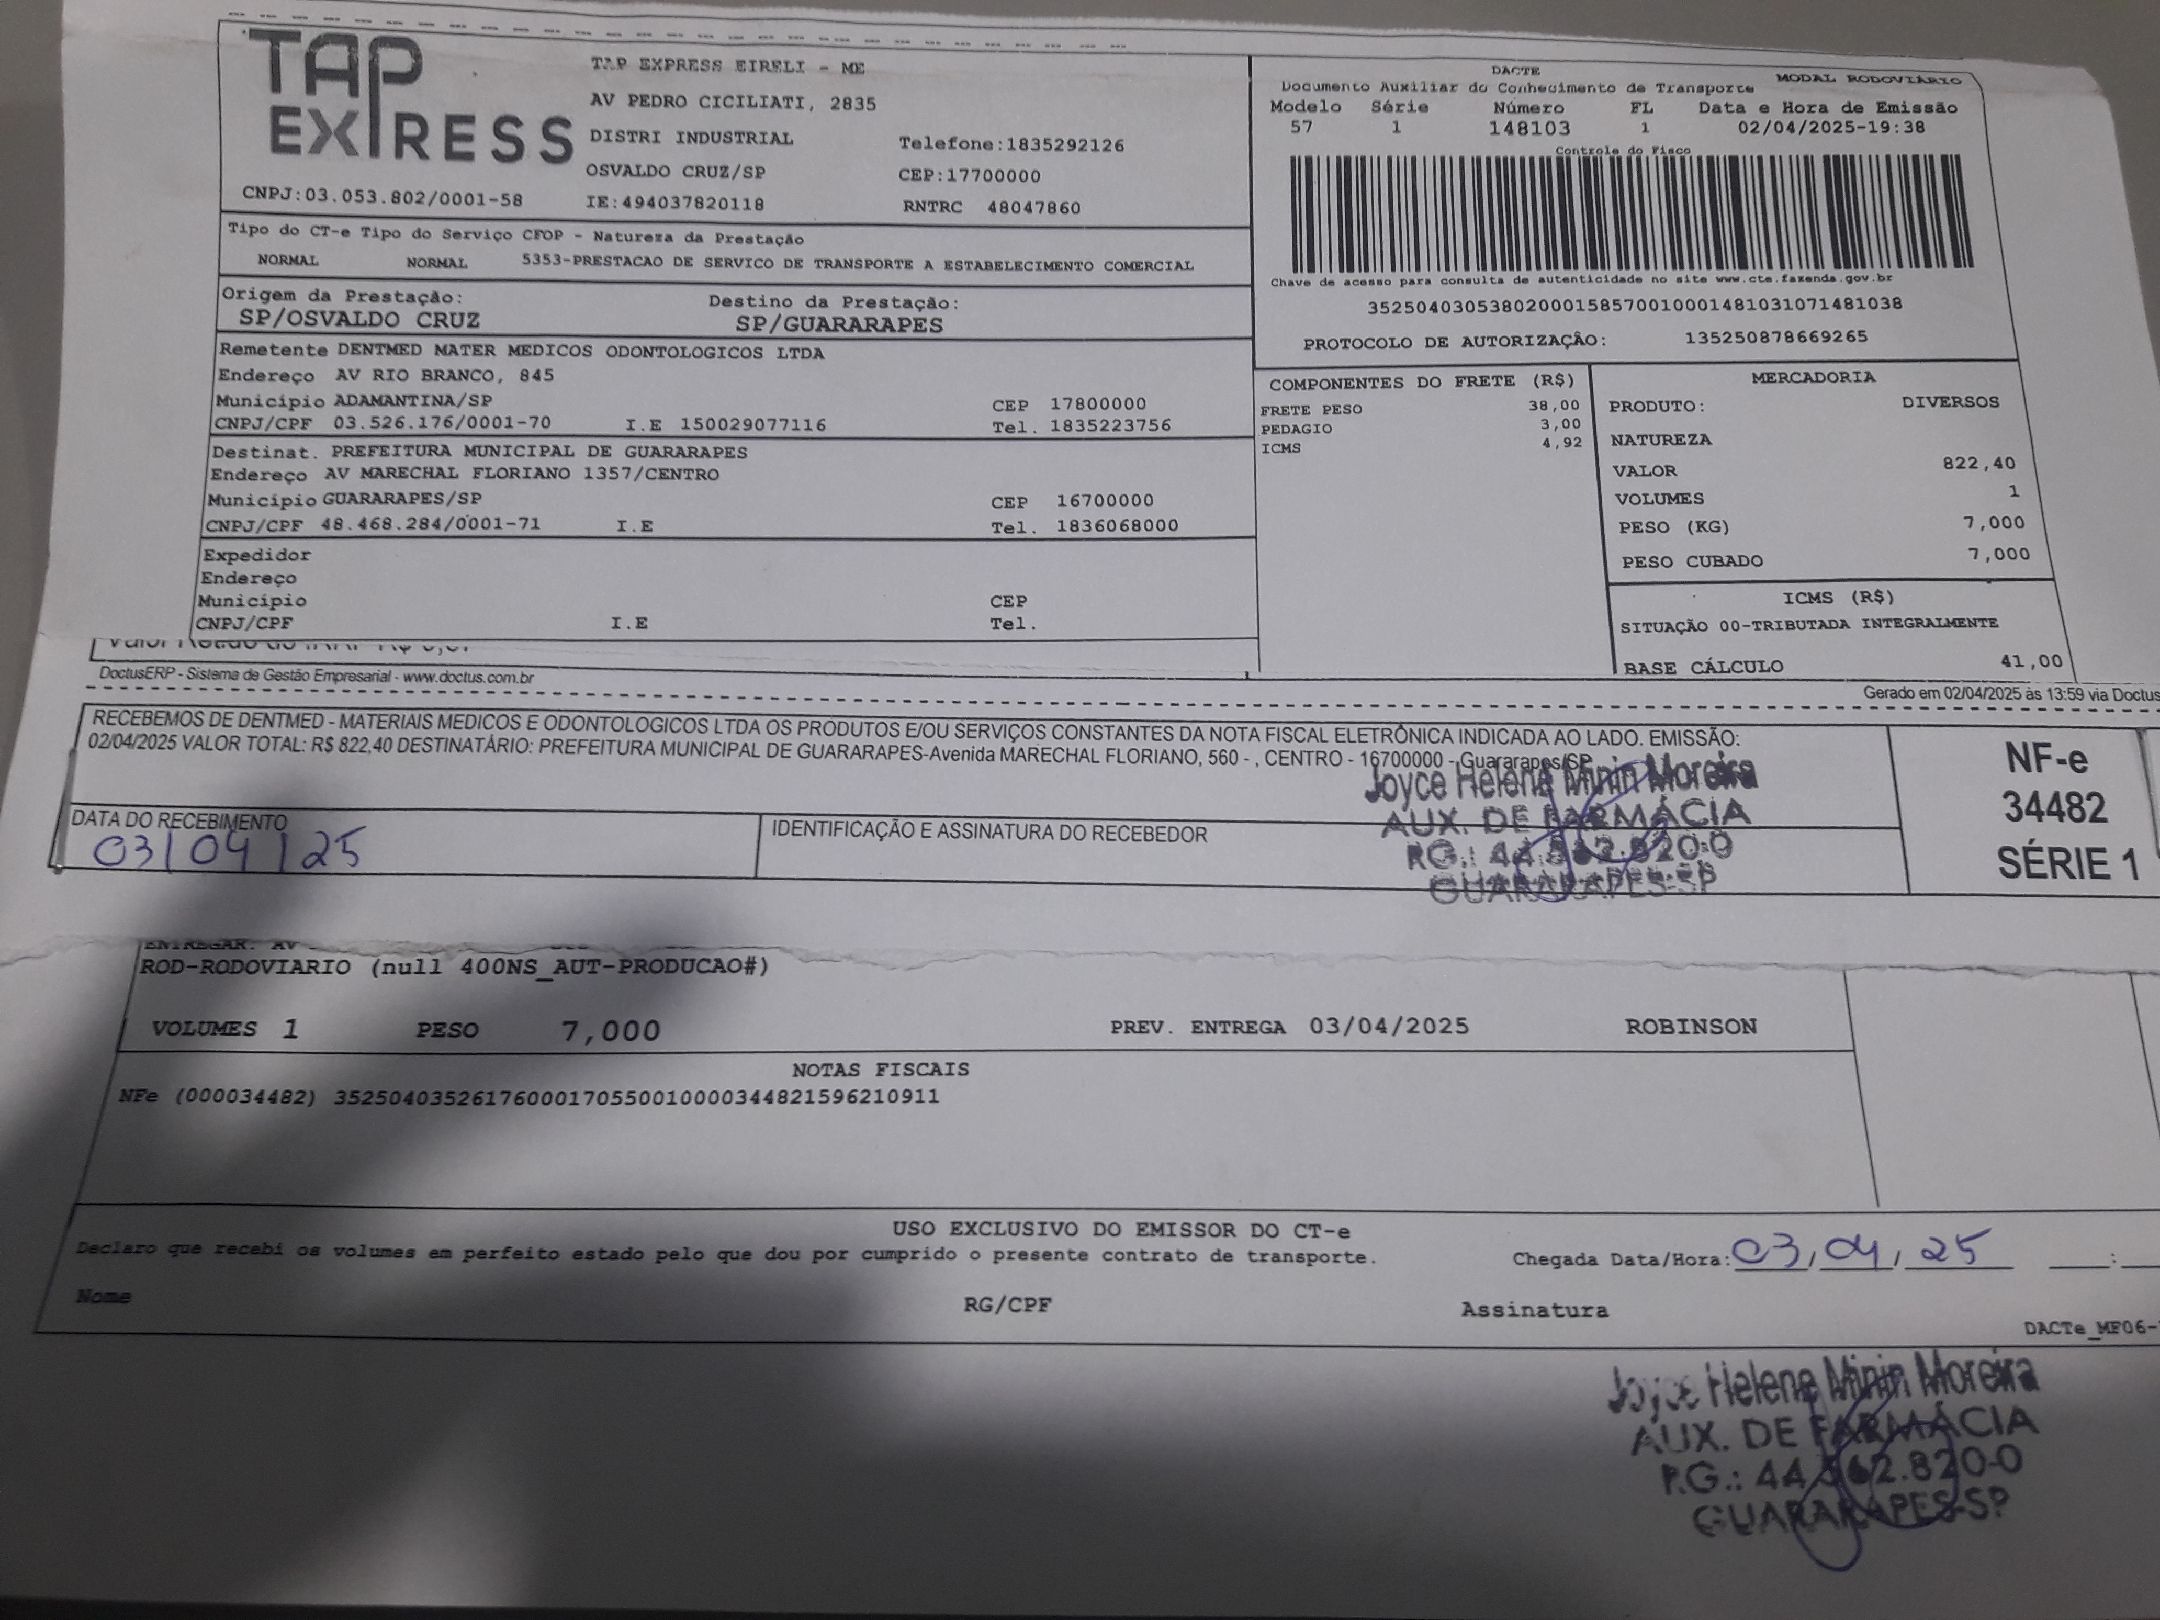 TAP EXPRESS
TAP EXPRESS EIRELI - ME
AV PEDRO CICILIATI, 2835
DISTRI INDUSTRIAL Telefone:1835292126
OSVALDO CRUZ/SP CEP:17700000
CNPJ:03.053.802/0001-58 IE:494037820118 RNTRC 48047860
DACTE MODAL RODOVIÁRIO
Documento Auxiliar do Conhecimento de Transporte
Modelo Série Número FL Data e Hora de Emissão
57 1 148103 1 02/04/2025-19:38
Controle do Fisco
Chave de acesso para consulta de autenticidade no site www.cte.fazenda.gov.br
35250403053802000158570010001481031071481038
PROTOCOLO DE AUTORIZAÇÂO: 135250878669265
Tipo do CT-e Tipo do Serviço CFOP - Natureza da Prestação
NORMAL NORMAL 5353-PRESTACAO DE SERVICO DE TRANSPORTE A ESTABELECIMENTO COMERCIAL
Origem da Prestação: Destino da Prestação:
SP/OSVALDO CRUZ SP/GUARARAPES
Remetente DENTMED MATER MEDICOS ODONTOLOGICOS LTDA
Endereço AV RIO BRANCO, 845
Município ADAMANTINA/SP CEP 17800000
CNPJ/CPF 03.526.176/0001-70 I.E 150029077116 Tel. 1835223756
Destinat. PREFEITURA MUNICIPAL DE GUARARAPES
Endereço AV MARECHAL FLORIANO 1357/CENTRO
Município GUARARAPES/SP CEP 16700000
CNPJ/CPF 48.468.284/0001-71 I.E Tel. 1836068000
Expedidor
Endereço
Município CEP
CNPJ/CPF I.E Tel.
COMPONENTES DO FRETE (R$)
FRETE PESO 38,00
PEDAGIO 3,00
ICMS 4,92
MERCADORIA
PRODUTO: DIVERSOS
NATUREZA
VALOR 822,40
VOLUMES 1
PESO (KG) 7,000
PESO CUBADO 7,000
ICMS (R$)
SITUAÇÃO 00-TRIBUTADA INTEGRALMENTE
BASE CÁLCULO 41,00
DoctusERP - Sistema de Gestão Empresarial - www.doctus.com.br
Gerado em 02/04/2025 às 13:59 via Doctus
RECEBEMOS DE DENTMED - MATERIAIS MEDICOS E ODONTOLOGICOS LTDA OS PRODUTOS E/OU SERVIÇOS CONSTANTES DA NOTA FISCAL ELETRÔNICA INDICADA AO LADO. EMISSÃO:
02/04/2025 VALOR TOTAL: R$ 822,40 DESTINATÁRIO: PREFEITURA MUNICIPAL DE GUARARAPES-Avenida MARECHAL FLORIANO, 560 - , CENTRO - 16700000 - Guararapes/SP
NF-e
34482
SÉRIE 1
DATA DO RECEBIMENTO
03/04/25
IDENTIFICAÇÃO E ASSINATURA DO RECEBEDOR
Joyce Helene Minin Moreira
AUX. DE FARMÁCIA
GUARARAPES-SP
ENTREGAR: AV
ROD-RODOVIARIO (null 400NS_AUT-PRODUCAO#)
VOLUMES 1 PESO 7,000 PREV. ENTREGA 03/04/2025 ROBINSON
NOTAS FISCAIS
NFe (000034482) 35250403526176000170550010000344821596210911
USO EXCLUSIVO DO EMISSOR DO CT-e
Declaro que recebi os volumes em perfeito estado pelo que dou por cumprido o presente contrato de transporte. Chegada Data/Hora: 03/04/25 :
Nome RG/CPF Assinatura
DACTe_MF06-
Joyce Helene Minin Moreira
AUX. DE FARMÁCIA
GUARARAPES-SP